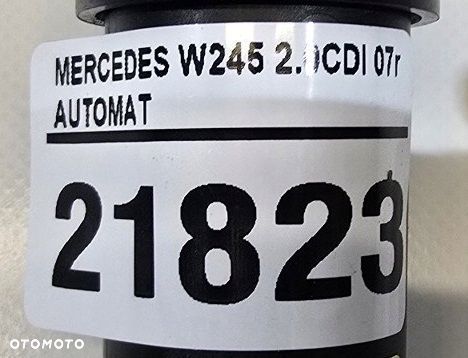 MERCEDES W245 2.0CDI 07r
AUTOMAT
21823
OTOMOTO